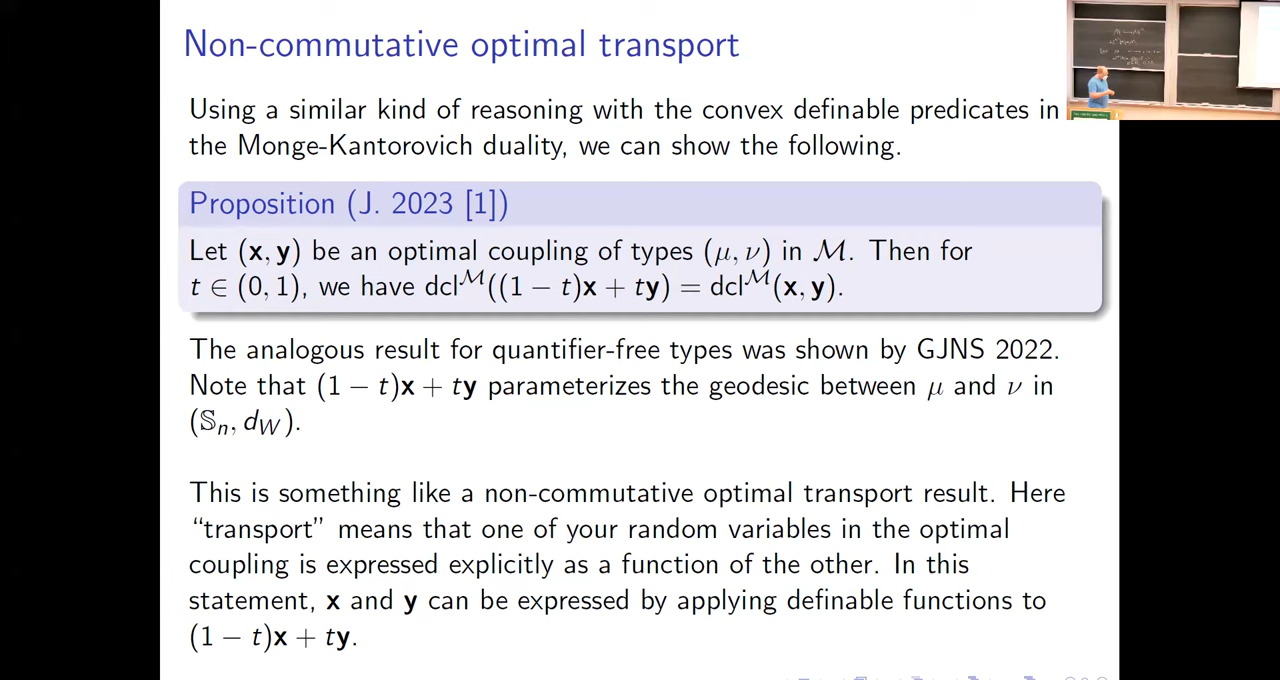 Non-commutative optimal transport
Using a similar kind of reasoning with the convex definable predicates in
the Monge-Kantorovich duality, we can show the following.
Proposition (J. 2023 [1])
Let (x, y) be an optimal coupling of types (μ, ν) in ℳ. Then for
t ∈ (0, 1), we have dcl^ℳ((1 − t)x + ty) = dcl^ℳ(x, y).
The analogous result for quantifier-free types was shown by GJNS 2022.
Note that (1 − t)x + ty parameterizes the geodesic between μ and ν in
(𝕊_n, d_W).
This is something like a non-commutative optimal transport result. Here
“transport” means that one of your random variables in the optimal
coupling is expressed explicitly as a function of the other. In this
statement, x and y can be expressed by applying definable functions to
(1 − t)x + ty.